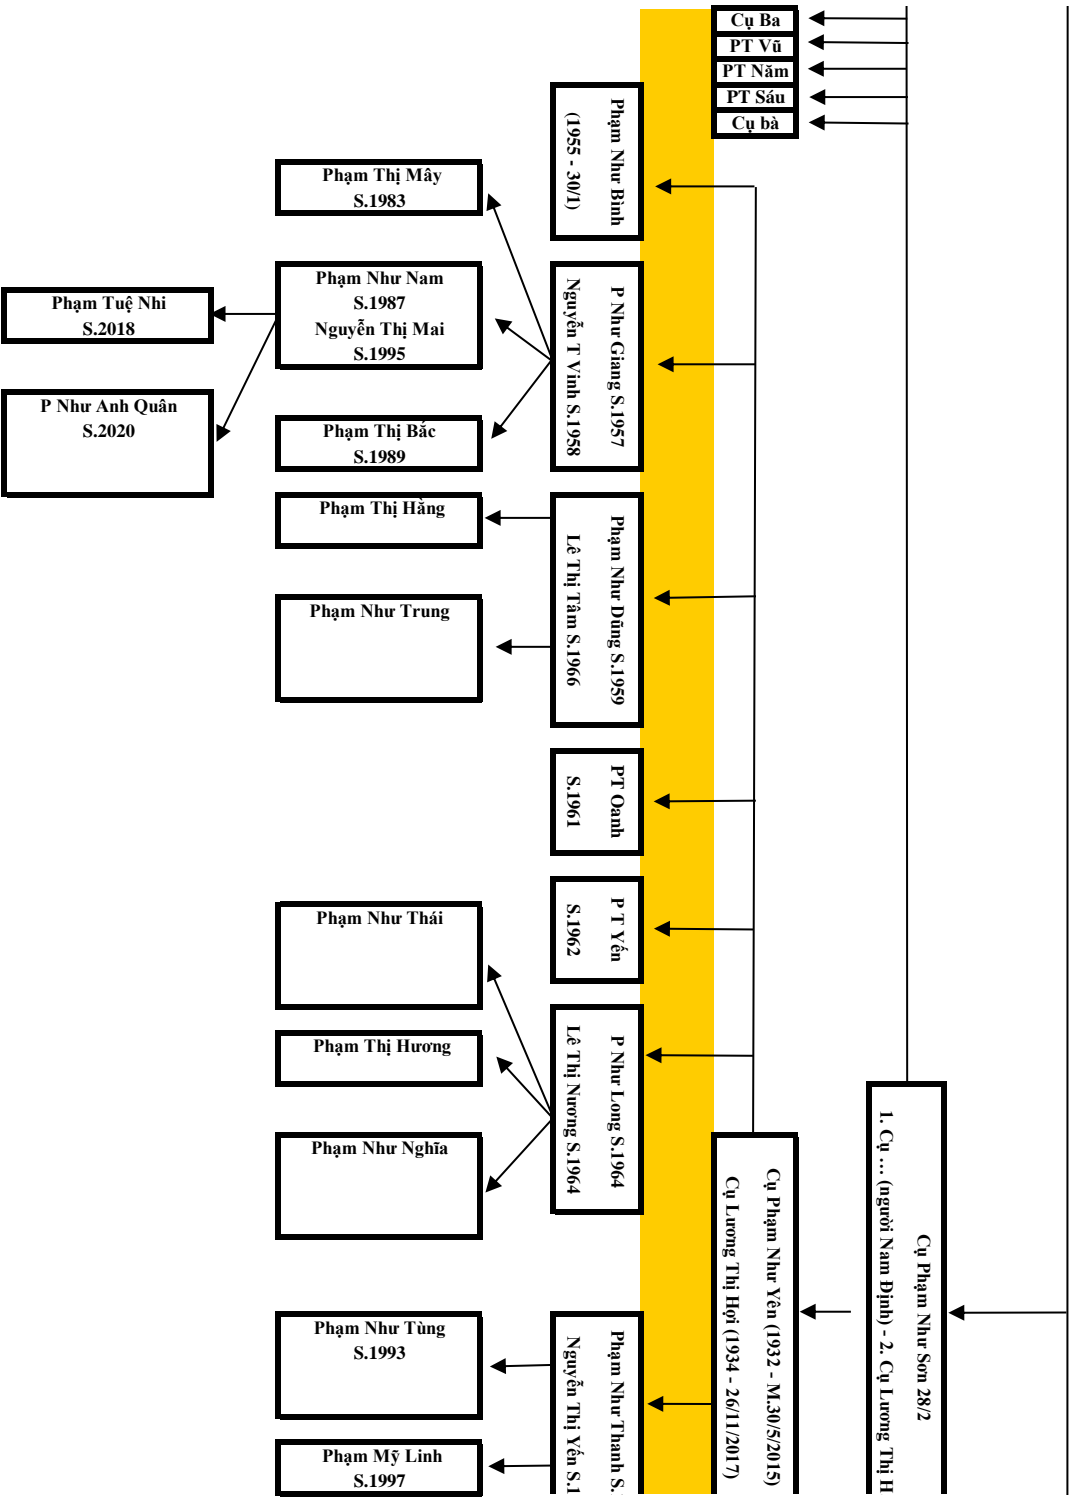 Cụ Ba
PT Vũ
PT Năm
PT Sáu
Cụ bà
Phạm Như Bình
(1955 - 30/1)
Phạm Thị Mây
S.1983
P Như Giang S.1957
Nguyễn T Vinh S.1958
Phạm Như Nam
S.1987
Nguyễn Thị Mai
S.1995
Phạm Tuệ Nhi
S.2018
P Như Anh Quân
S.2020
Phạm Thị Bắc
S.1989
Phạm Thị Hằng
Phạm Như Dũng S.1959
Lê Thị Tâm S.1966
Phạm Như Trung
PT Oanh
S.1961
P T Yến
S.1962
Phạm Như Thái
P Như Long S.1964
Lê Thị Nương S.1964
Phạm Thị Hương
Phạm Như Nghĩa
Cụ Phạm Như Sơn 28/2
1. Cụ ... (người Nam Định) - 2. Cụ Lương Thị H
Cụ Phạm Như Yên (1932 - M.30/5/2015)
Cụ Lương Thị Hợi (1934 - 26/11/2017)
Phạm Như Thanh S.
Nguyễn Thị Yến S.1
Phạm Như Tùng
S.1993
Phạm Mỹ Linh
S.1997